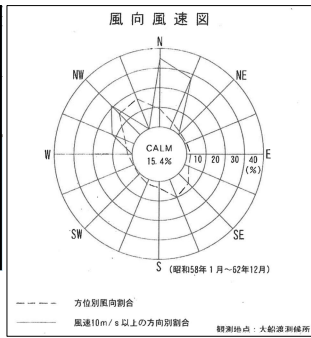 風向風速図
N
NW
NE
CALM
15.4%
W
10 20 30 40 E
(%)
SW
SE
S
(昭和58年1月～62年12月)
方位別風向割合
風速10m/s以上の方向別割合
観測地点：大船渡測候所